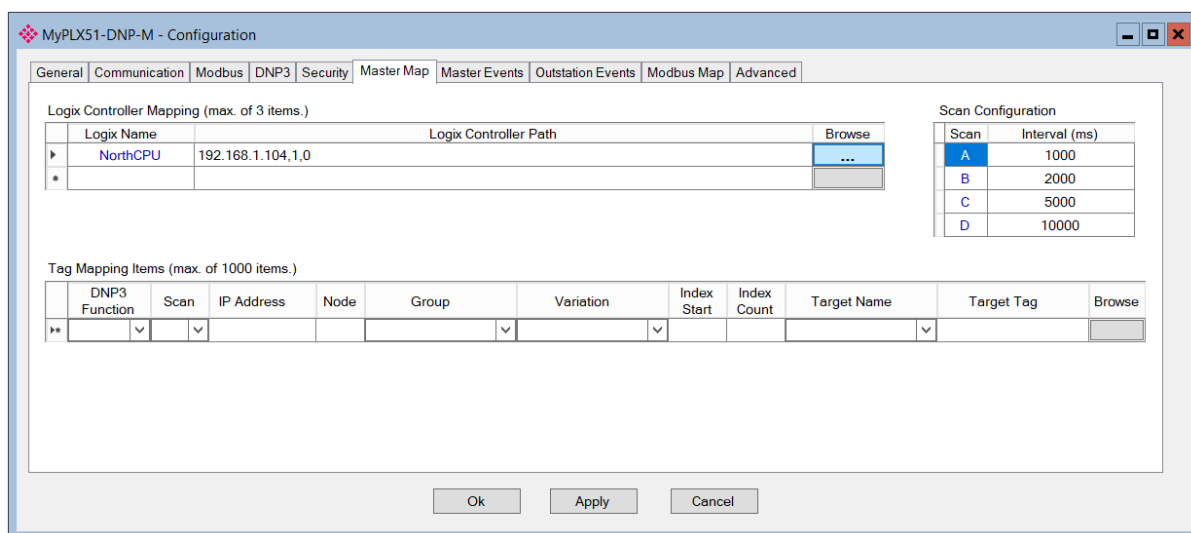 MyPLX51-DNP-M - Configuration
General Communication Modbus DNP3 Security Master Map Master Events Outstation Events Modbus Map Advanced
Logix Controller Mapping (max. of 3 items.)
Logix Name Logix Controller Path Browse
NorthCPU 192.168.1.104,1,0 ...
Scan Configuration
Scan Interval (ms)
A 1000
B 2000
C 5000
D 10000
Tag Mapping Items (max. of 1000 items.)
DNP3 Function Scan IP Address Node Group Variation Index Start Index Count Target Name Target Tag Browse
Ok Apply Cancel